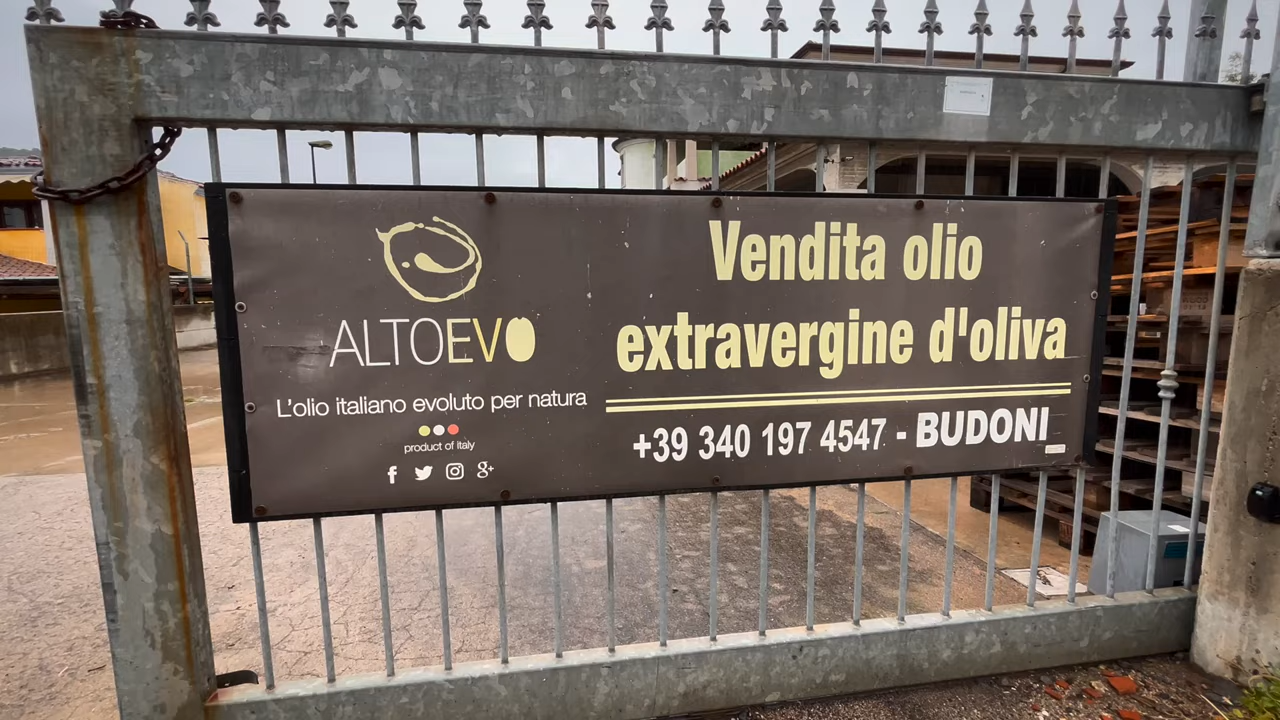 ALTOEVO
L'olio italiano evoluto per natura
product of Italy
Vendita olio
extravergine d'oliva
+39 340 197 4547 - BUDONI